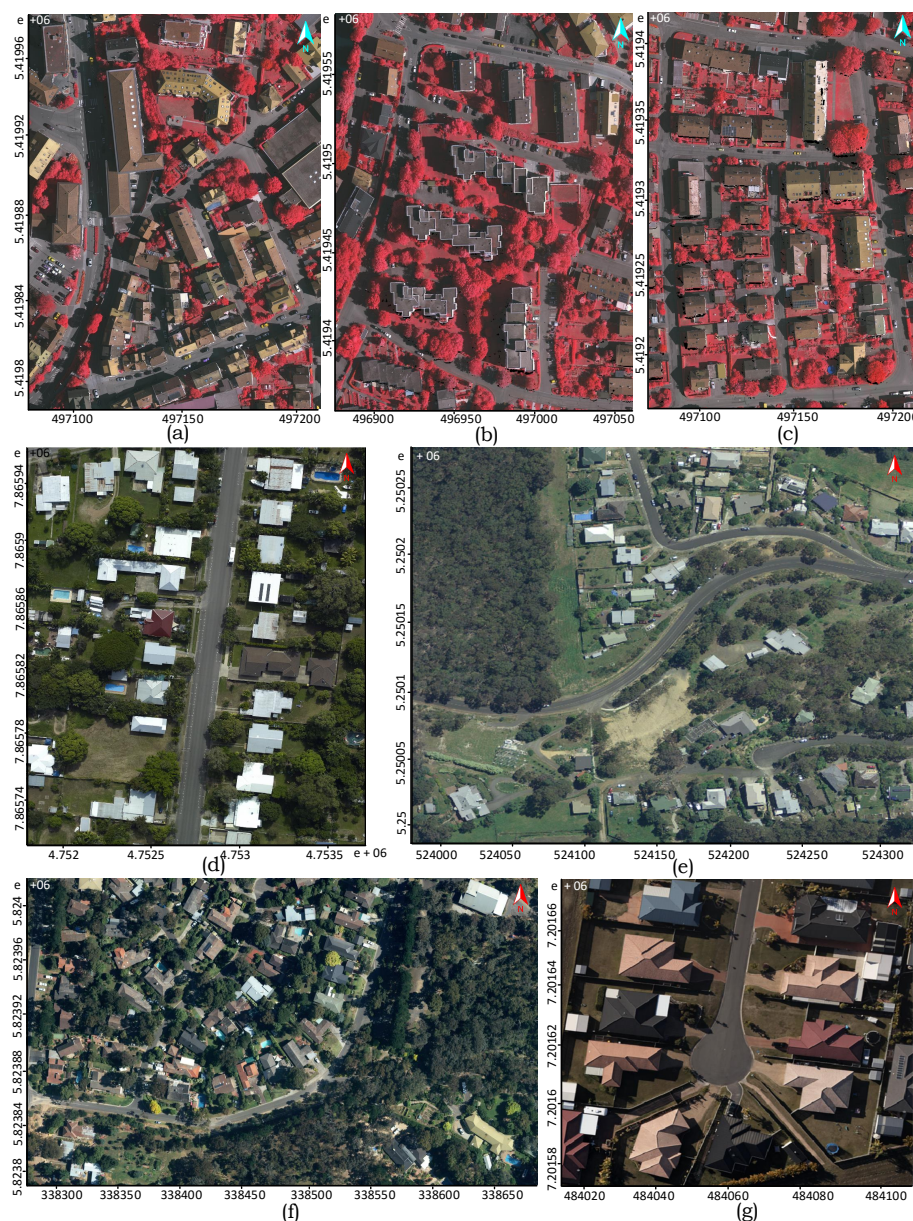 e +06
5.41996
5.41992
5.41988
5.41984
5.4198
N
497100 497150 497200
(a)
e +06
5.41955
5.4195
5.41945
5.4194
N
496900 496950 497000 497050
(b)
e +06
5.4194
5.41935
5.4193
5.41925
5.4192
N
497100 497150 497200
(c)
e +06
7.86594
7.8659
7.86586
7.86582
7.86578
7.86574
N
4.752 4.7525 4.753 4.7535 e + 06
(d)
e + 06
5.25025
5.2502
5.25015
5.2501
5.25005
5.25
N
524000 524050 524100 524150 524200 524250 524300
(e)
e +06
5.824
5.82396
5.82392
5.82388
5.82384
5.8238
N
338300 338350 338400 338450 338500 338550 338600 338650
(f)
e + 06
7.20166
7.20164
7.20162
7.2016
7.20158
N
484020 484040 484060 484080 484100
(g)